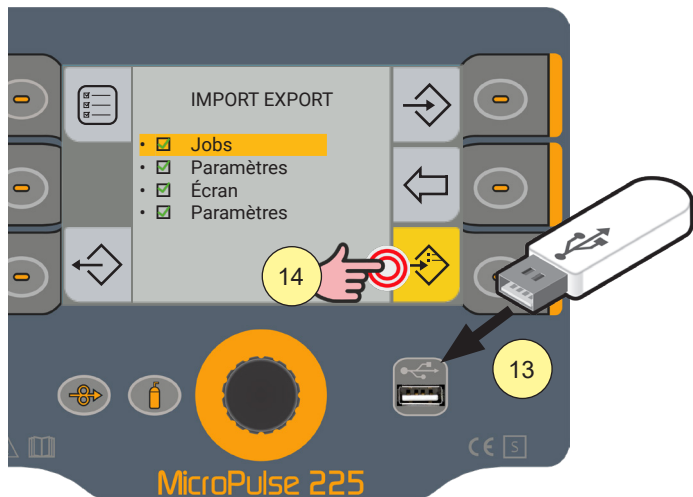 IMPORT EXPORT
• Jobs
• Paramètres
• Écran
• Paramètres
14
13
CE S
MicroPulse 225